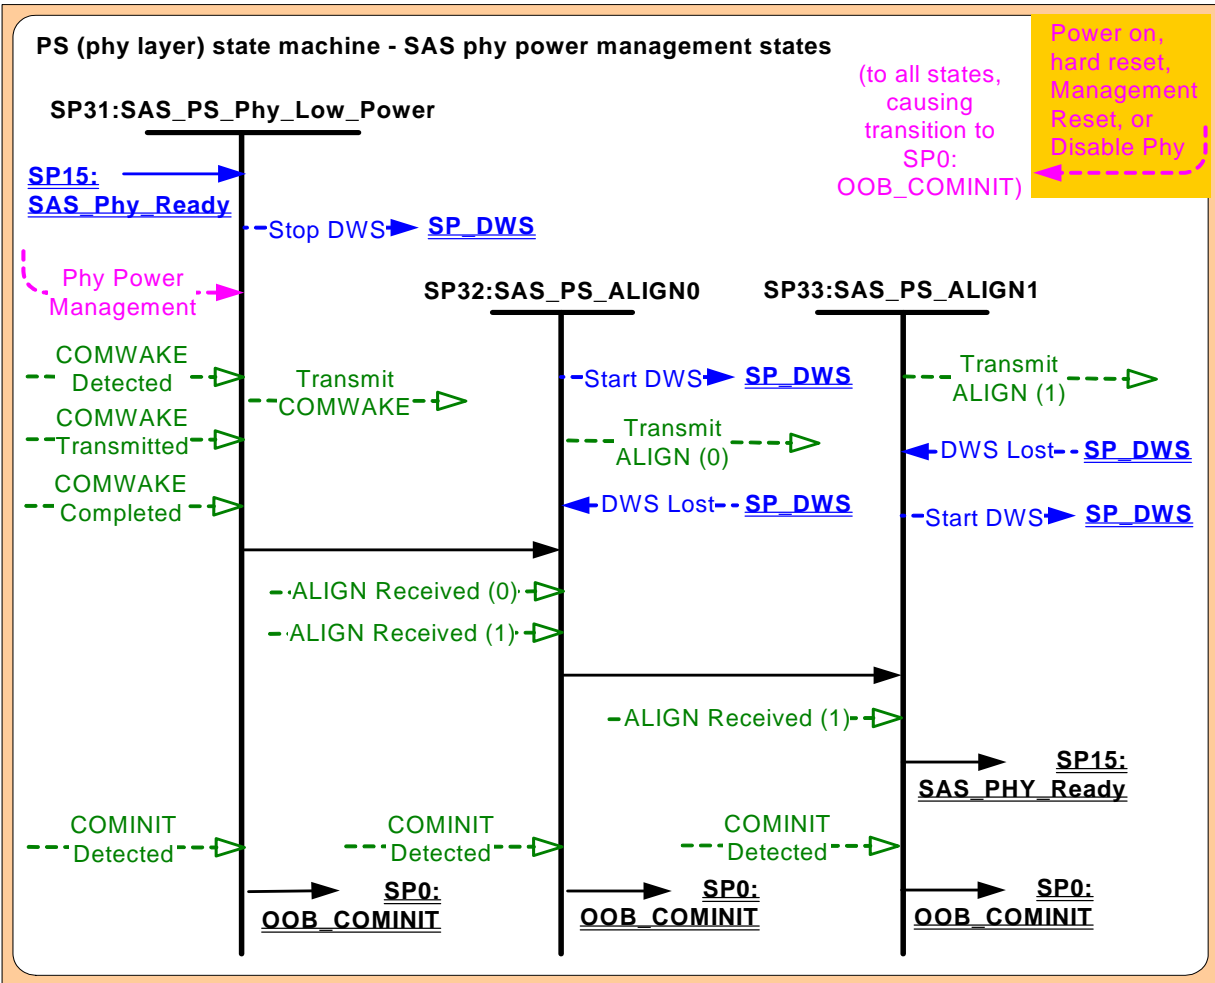 PS (phy layer) state machine - SAS phy power management states
Power on,
hard reset,
Management
Reset, or
Disable Phy
(to all states,
causing
transition to
SP0:
OOB_COMINIT)
SP31:SAS_PS_Phy_Low_Power
SP15:
SAS_Phy_Ready
Stop DWS
SP_DWS
Phy Power
Management
COMWAKE
Detected
Transmit
COMWAKE
COMWAKE
Transmitted
COMWAKE
Completed
SP32:SAS_PS_ALIGN0
Start DWS
SP_DWS
Transmit
ALIGN (0)
DWS Lost
SP_DWS
ALIGN Received (0)
ALIGN Received (1)
SP33:SAS_PS_ALIGN1
Transmit
ALIGN (1)
DWS Lost
SP_DWS
Start DWS
SP_DWS
ALIGN Received (1)
SP15:
SAS_PHY_Ready
COMINIT
Detected
COMINIT
Detected
COMINIT
Detected
SP0:
OOB_COMINIT
SP0:
OOB_COMINIT
SP0:
OOB_COMINIT